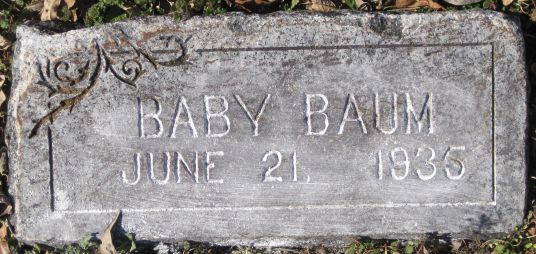 BABY BAUM
JUNE 21, 1935